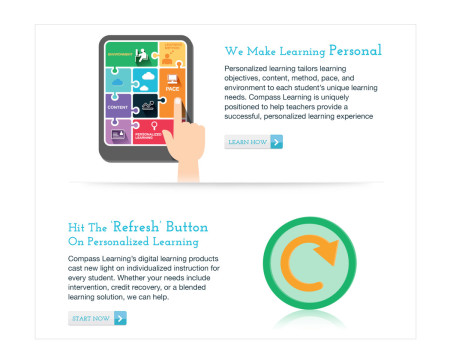 We Make Learning Personal
Personalized learning tailors learning
objectives, content, method, pace, and
environment to each student's unique learning
needs. Compass Learning is uniquely
positioned to help teachers provide a
successful, personalized learning experience
LEARN NOW
ENVIRONMENT
PACE
CONTENT
PERSONALIZED
LEARNING
Hit The 'Refresh' Button
On Personalized Learning
Compass Learning's digital learning products
cast new light on individualized instruction for
every student. Whether your needs include
intervention, credit recovery, or a blended
learning solution, we can help.
START NOW